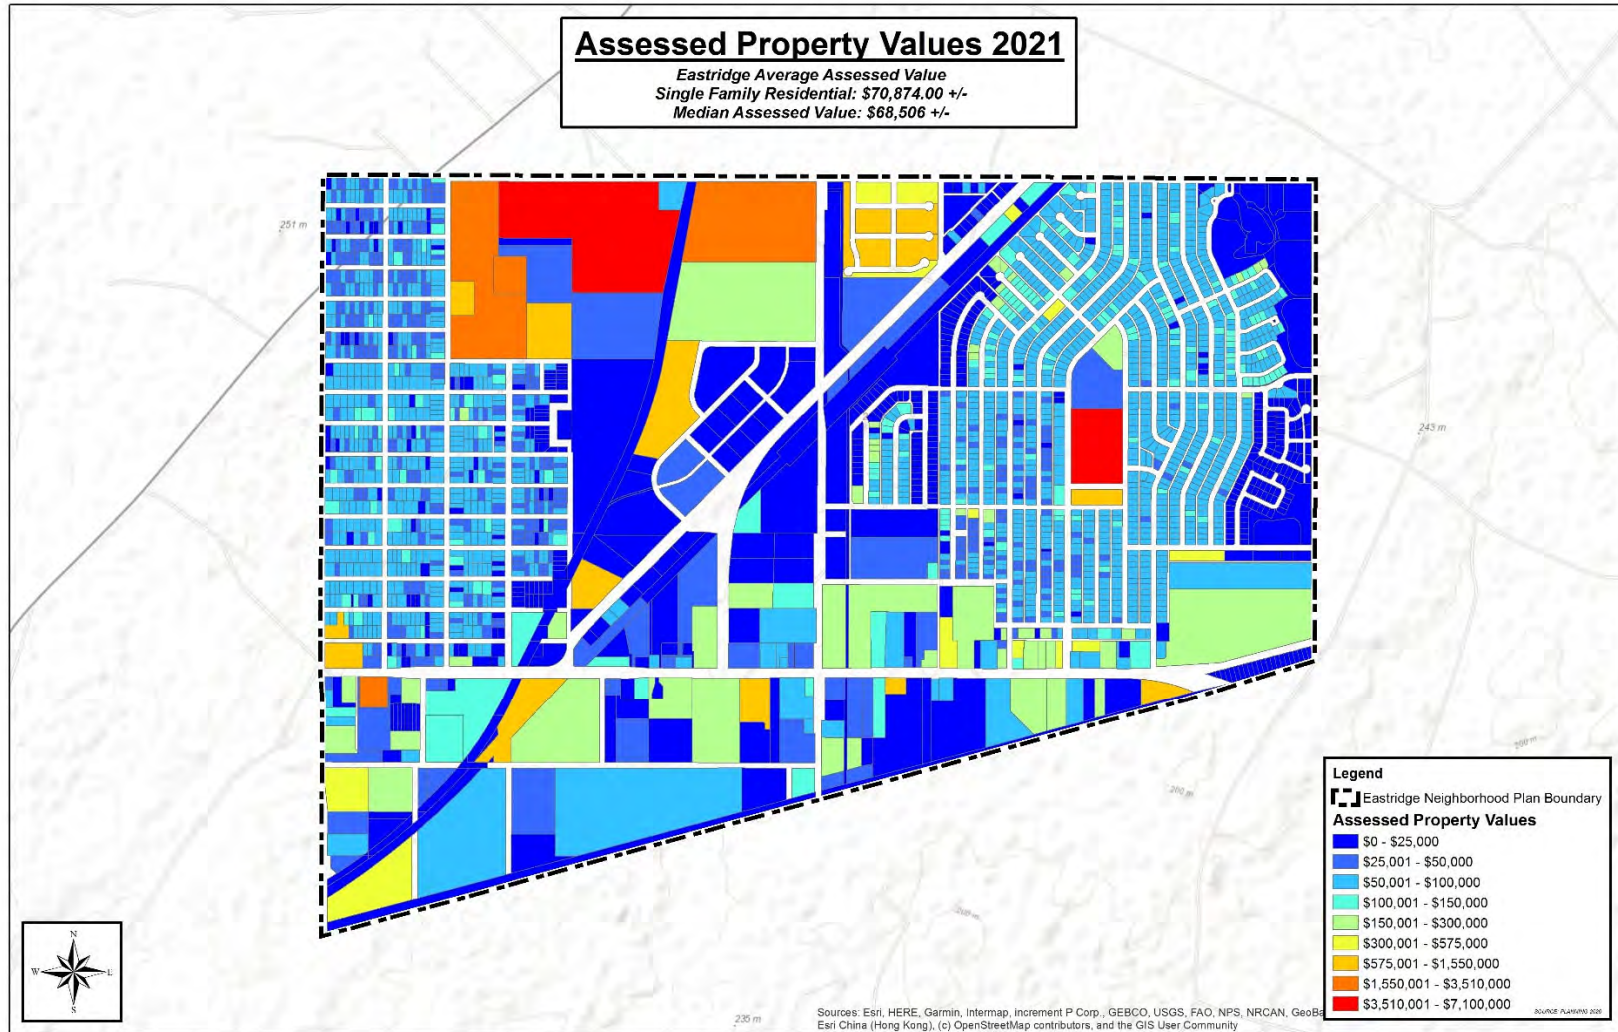 Assessed Property Values 2021
Eastridge Average Assessed Value
Single Family Residential: $70,874.00 +/-
Median Assessed Value: $68,506 +/-
251 m
243 m
260 m
235 m
N
W
E
S
Legend
Eastridge Neighborhood Plan Boundary
Assessed Property Values
$0 - $25,000
$25,001 - $50,000
$50,001 - $100,000
$100,001 - $150,000
$150,001 - $300,000
$300,001 - $575,000
$575,001 - $1,550,000
$1,550,001 - $3,510,000
$3,510,001 - $7,100,000
SOURCE: PLANNING 2020
Sources: Esri, HERE, Garmin, Intermap, increment P Corp., GEBCO, USGS, FAO, NPS, NRCAN, GeoBa
Esri China (Hong Kong), (c) OpenStreetMap contributors, and the GIS User Community